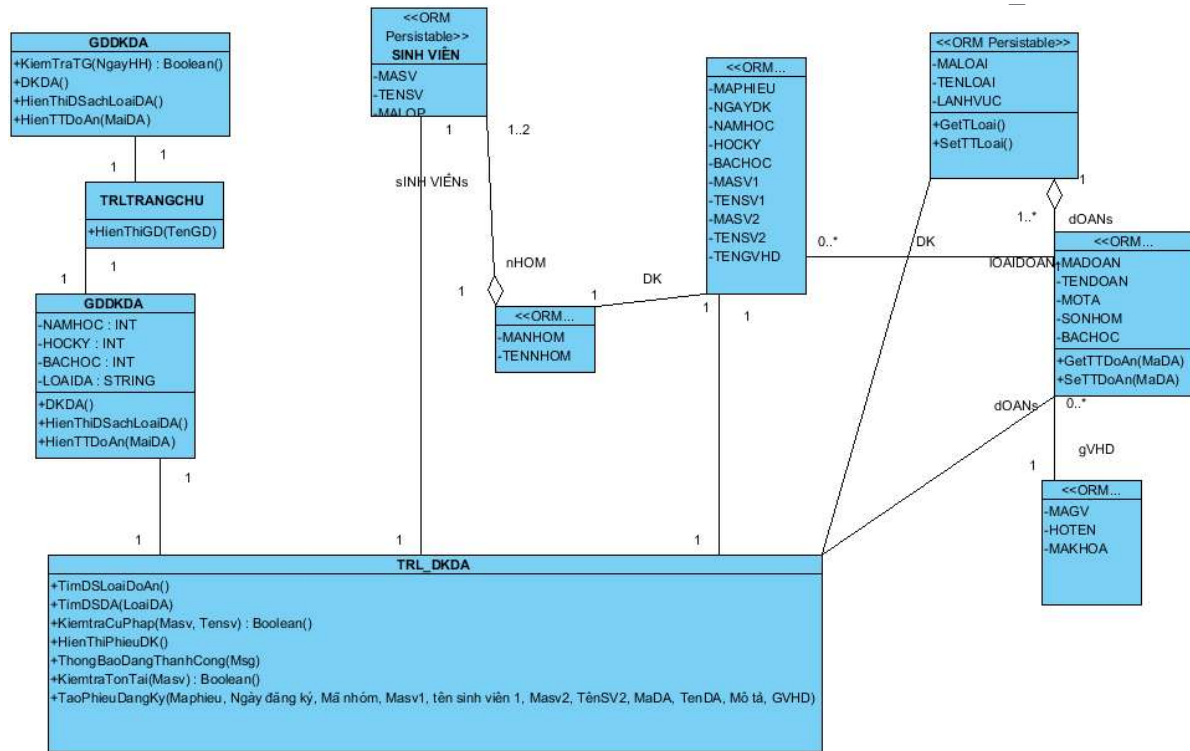 GDDKDA
+KiemTraTG(NgayHH) : Boolean()
+DKDA()
+HienThiDSachLoaiDA()
+HienTTDoAn(MaiDA)
1
1
TRLTRANGCHU
+HienThiGD(TenGD)
1
1
GDDKDA
-NAMHOC : INT
-HOCKY : INT
-BACHOC : INT
-LOAIDA : STRING
+DKDA()
+HienThiDSachLoaiDA()
+HienTTDoAn(MaiDA)
1
1
<<ORM
Persistable>>
SINH VIÊN
-MASV
-TENSV
-MALOP
1
1..2
sINH VIÊNs
nHOM
1
<<ORM...
-MANHOM
-TENNHOM
1
DK
1
<<ORM...
-MAPHIEU
-NGAYDK
-NAMHOC
-HOCKY
-BACHOC
-MASV1
-TENSV1
-MASV2
-TENSV2
-TENGVHD
1
0..*
DK
<<ORM Persistable>>
-MALOAI
-TENLOAI
-LANHVUC
+GetTLoai()
+SetTTLoai()
1
1..*
dOANs
lOAIDOAN
1
<<ORM...
-MADOAN
-TENDOAN
-MOTA
-SONHOM
-BACHOC
+GetTTDoAn(MaDA)
+SeTTDoAn(MaDA)
dOANs
0..*
gVHD
1
<<ORM...
-MAGV
-HOTEN
-MAKHOA
1
1
TRL_DKDA
+TimDSLoaiDoAn()
+TimDSDA(LoaiDA)
+KiemtraCuPhap(Masv, Tensv) : Boolean()
+HienThiPhieuDK()
+ThongBaoDangThanhCong(Msg)
+KiemtraTonTai(Masv) : Boolean()
+TaoPhieuDangKy(Maphieu, Ngày đăng ký, Mã nhóm, Masv1, tên sinh viên 1, Masv2, TênSV2, MaDA, TenDA, Mô tả, GVHD)